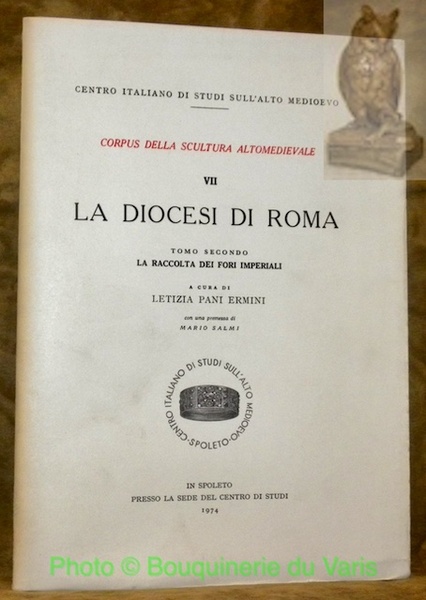 CENTRO ITALIANO DI STUDI SULL'ALTO MEDIOEVO
CORPUS DELLA SCULTURA ALTOMEDIEVALE
VII
LA DIOCESI DI ROMA
TOMO SECONDO
LA RACCOLTA DEI FORI IMPERIALI
A CURA DI
LETIZIA PANI ERMINI
con una premessa di
MARIO SALMI
CENTRO ITALIANO DI STUDI SULL'ALTO MEDIOEVO
·SPOLETO·
IN SPOLETO
PRESSO LA SEDE DEL CENTRO DI STUDI
1974
Photo © Bouquinerie du Varis